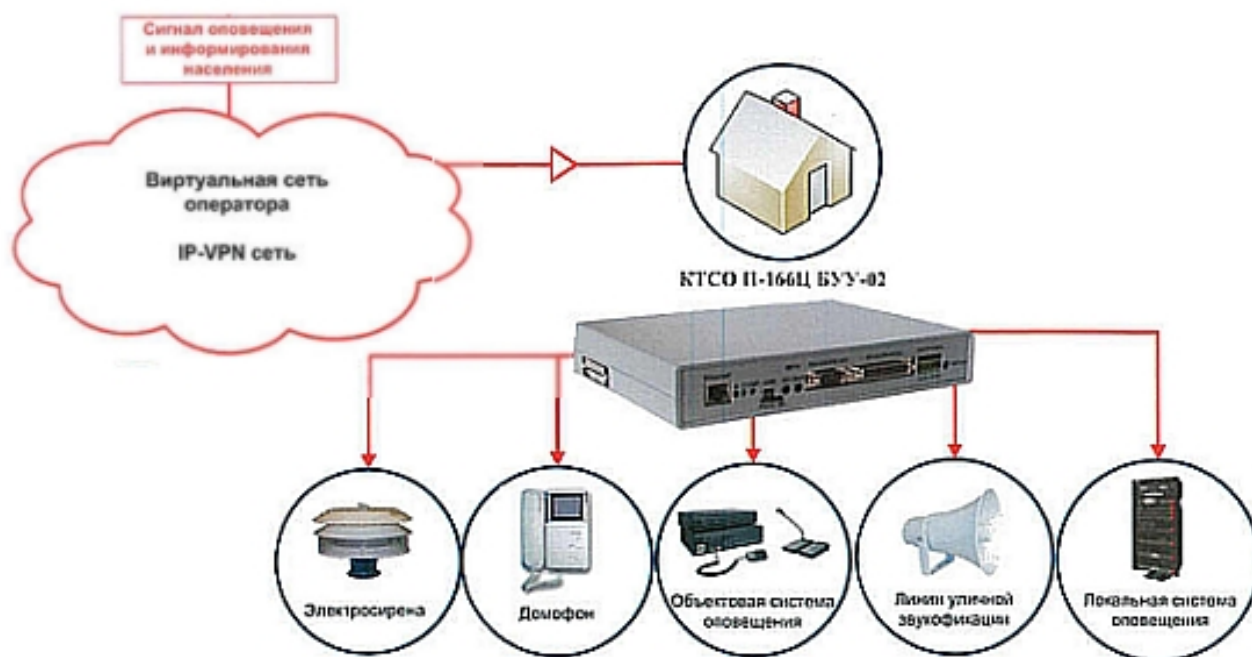 Сигнал оповещения
и информирования
населения
Виртуальная сеть
оператора
IP-VPN сеть
КТСО П-166Ц БУУ-02
Электросирена
Домофон
Объектовая система
оповещения
Линии уличной
звукофикации
Локальная система
оповещения